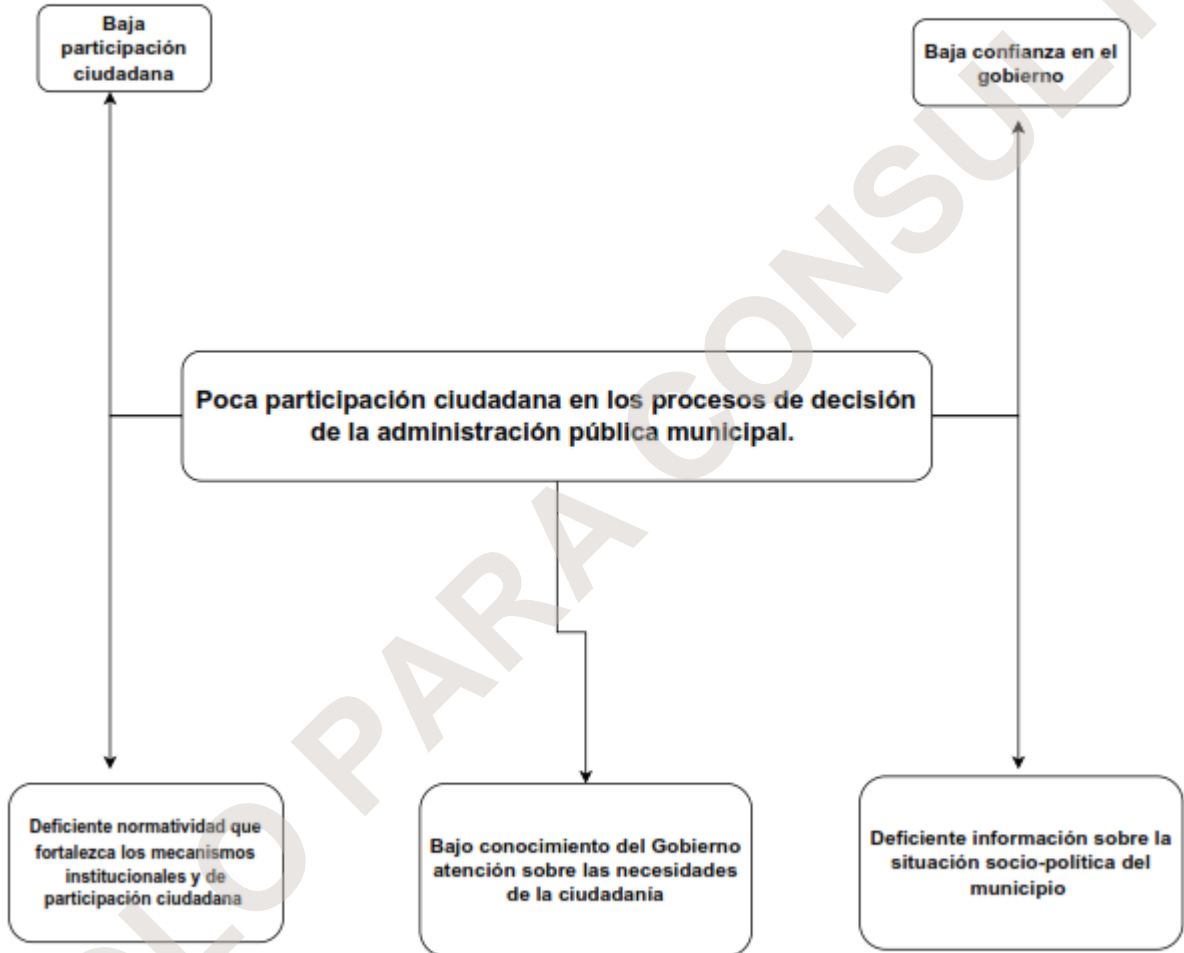 Baja
participación
ciudadana
Baja confianza en el
gobierno
Poca participación ciudadana en los procesos de decisión
de la administración pública municipal.
Deficiente normatividad que
fortalezca los mecanismos
institucionales y de
participación ciudadana
Bajo conocimiento del Gobierno
atención sobre las necesidades
de la ciudadanía
Deficiente información sobre la
situación socio-política del
municipio
LO PARA CONSUL